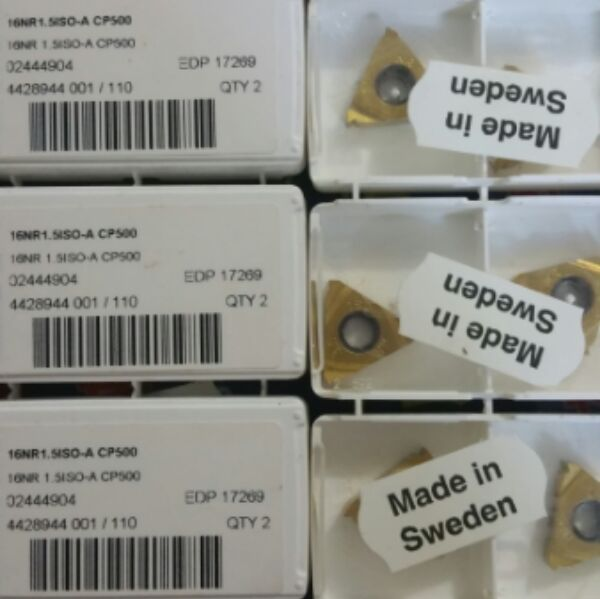 16NR1.5ISO-A CP500
16NR 1.5ISO-A CP500
02444904 EDP 17269
4428944 001 / 110 QTY 2
Made in
Sweden
16NR1.5ISO-A CP500
16NR 1.5ISO-A CP500
02444904 EDP 17269
4428944 001 / 110 QTY 2
Made in
Sweden
16NR1.5ISO-A CP500
16NR 1.5ISO-A CP500
02444904 EDP 17269
4428944 001 / 110 QTY 2
Made in
Sweden